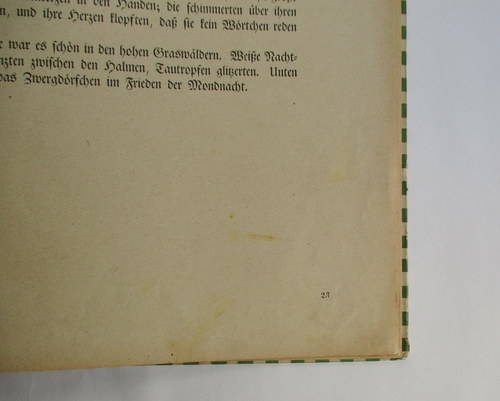 in den Händen; die schimmerten über ihren
und ihre Herzen klopften, daß sie kein Wörtchen reden
war es schön in den hohen Graswäldern. Weiße Nacht-
zwischen den Halmen, Tautropfen glitzerten. Unten
das Zwergdörfchen im Frieden der Mondnacht.
23